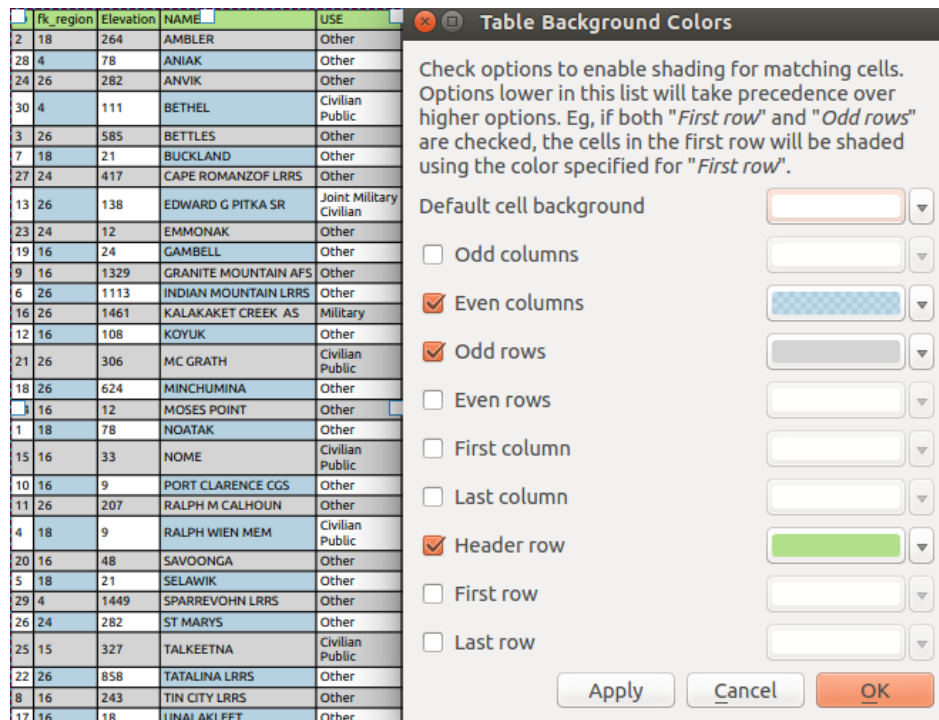 fk_region Elevation NAME USE
2 18 264 AMBLER Other
28 4 78 ANIAK Other
24 26 282 ANVIK Other
30 4 111 BETHEL Civilian Public
3 26 585 BETTLES Other
7 18 21 BUCKLAND Other
27 24 417 CAPE ROMANZOF LRRS Other
13 26 138 EDWARD G PITKA SR Joint Military Civilian
23 24 12 EMMONAK Other
19 16 24 GAMBELL Other
9 16 1329 GRANITE MOUNTAIN AFS Other
6 26 1113 INDIAN MOUNTAIN LRRS Other
16 26 1461 KALAKAKET CREEK AS Military
12 16 108 KOYUK Other
21 26 306 MC GRATH Civilian Public
18 26 624 MINCHUMINA Other
16 12 MOSES POINT Other
1 18 78 NOATAK Other
15 16 33 NOME Civilian Public
10 16 9 PORT CLARENCE CGS Other
11 26 207 RALPH M CALHOUN Other
4 18 9 RALPH WIEN MEM Civilian Public
20 16 48 SAVOONGA Other
5 18 21 SELAWIK Other
29 4 1449 SPARREVOHN LRRS Other
26 24 282 ST MARYS Other
25 15 327 TALKEETNA Civilian Public
22 26 858 TATALINA LRRS Other
8 16 243 TIN CITY LRRS Other
17 16 18 UNALAKLEET Other
Table Background Colors
Check options to enable shading for matching cells.
Options lower in this list will take precedence over
higher options. Eg, if both "First row" and "Odd rows"
are checked, the cells in the first row will be shaded
using the color specified for "First row".
Default cell background
Odd columns
Even columns
Odd rows
Even rows
First column
Last column
Header row
First row
Last row
Apply Cancel OK